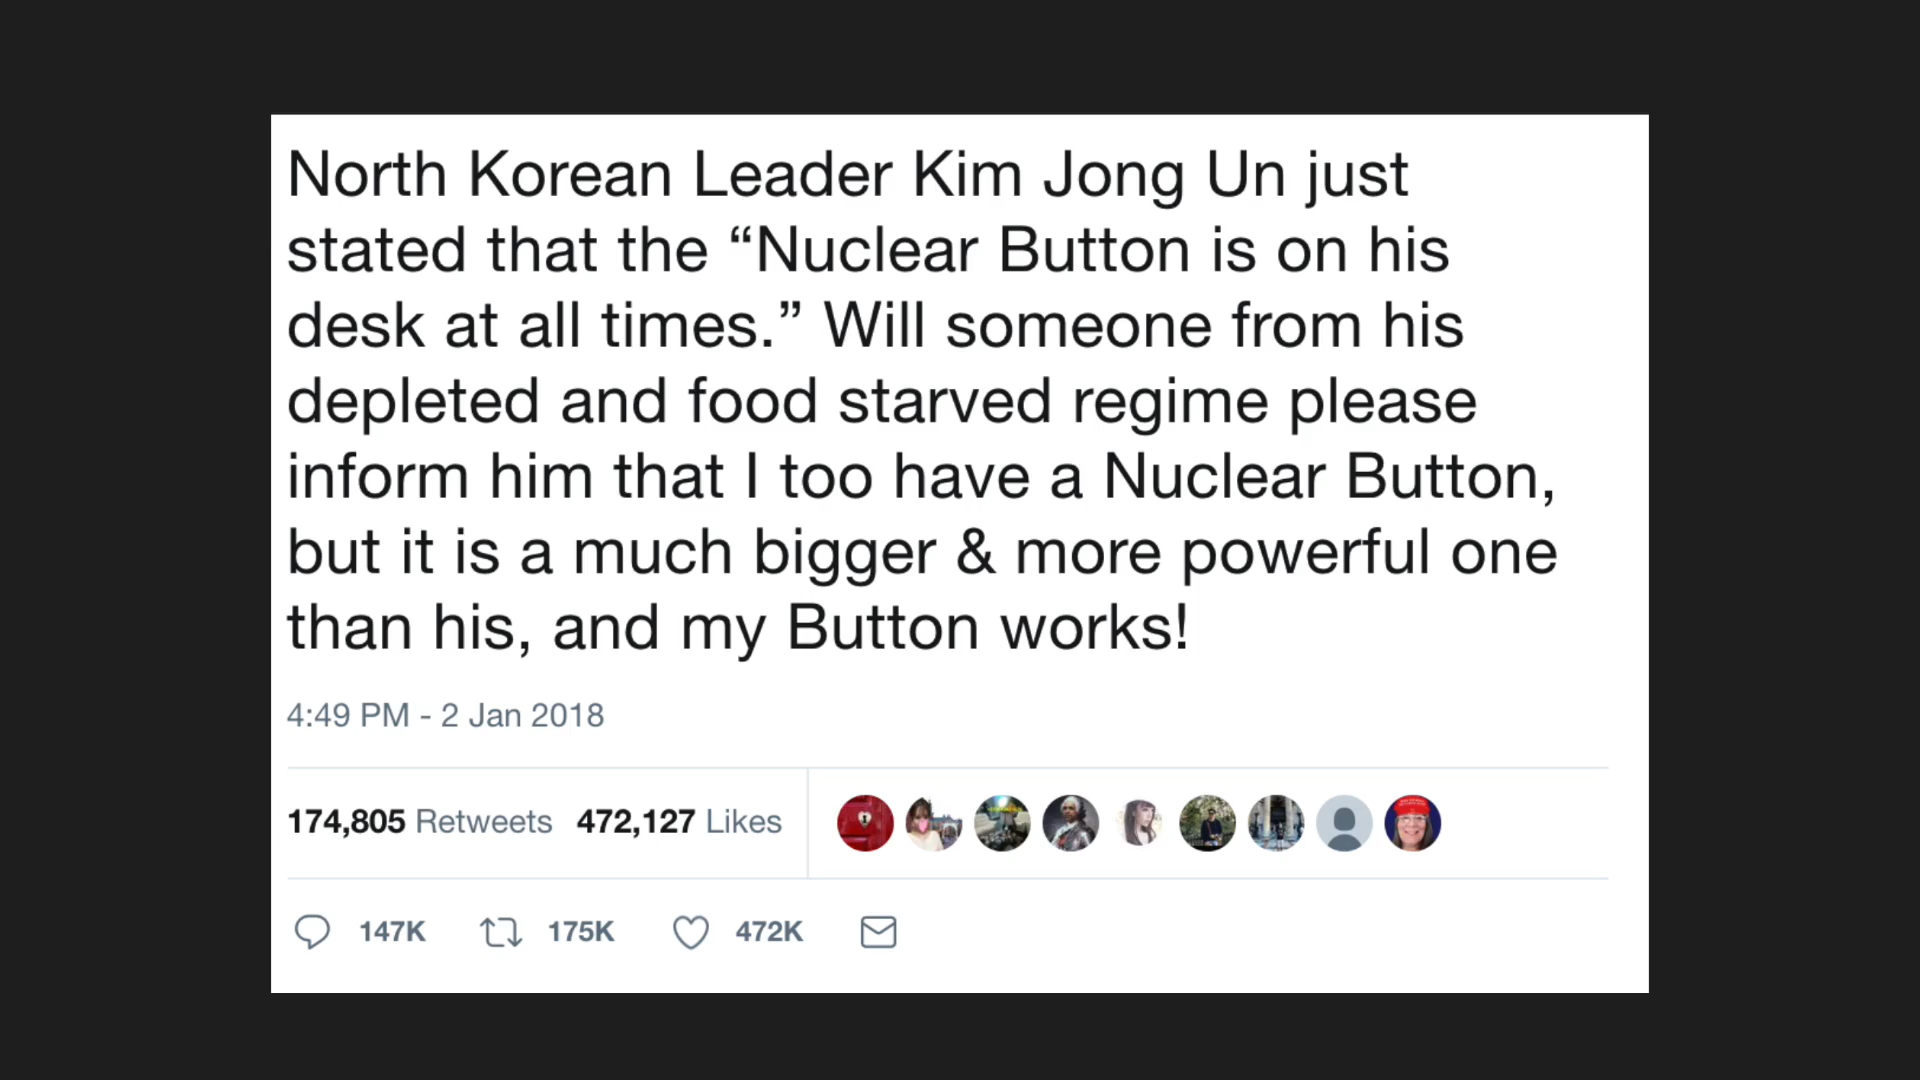 North Korean Leader Kim Jong Un just
stated that the “Nuclear Button is on his
desk at all times.” Will someone from his
depleted and food starved regime please
inform him that I too have a Nuclear Button,
but it is a much bigger & more powerful one
than his, and my Button works!
4:49 PM - 2 Jan 2018
174,805 Retweets 472,127 Likes
147K 175K 472K